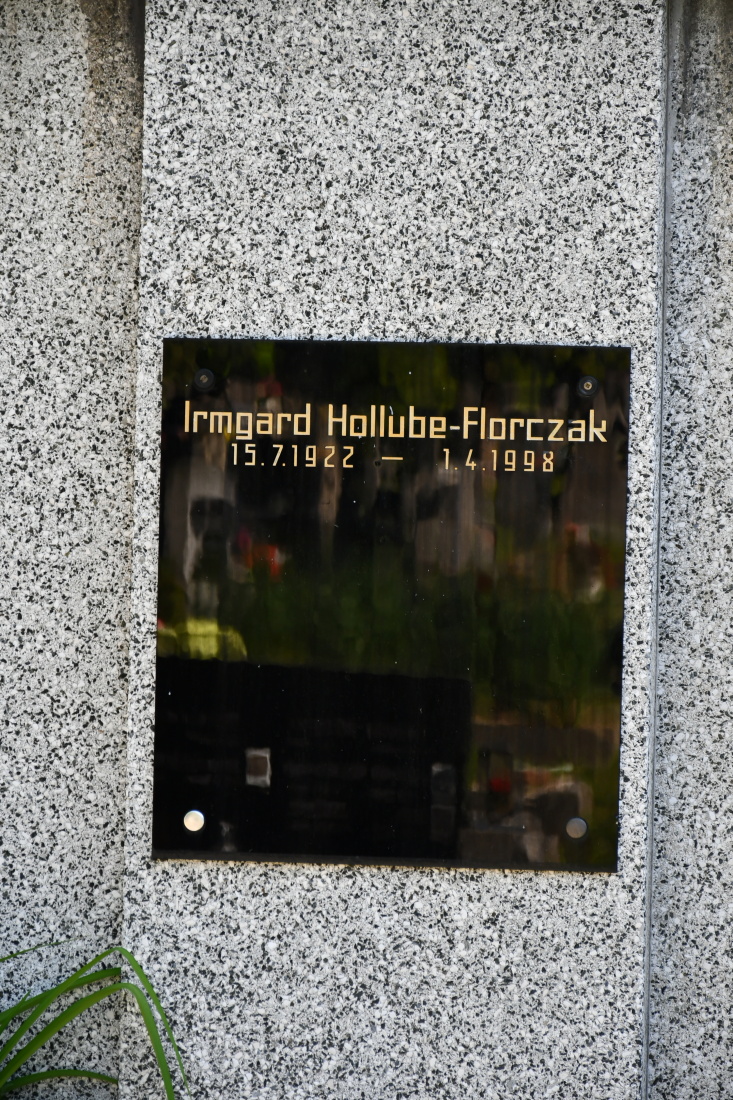 Irmgard Hollube-Florczak
15.7.1922 — 1.4.1998